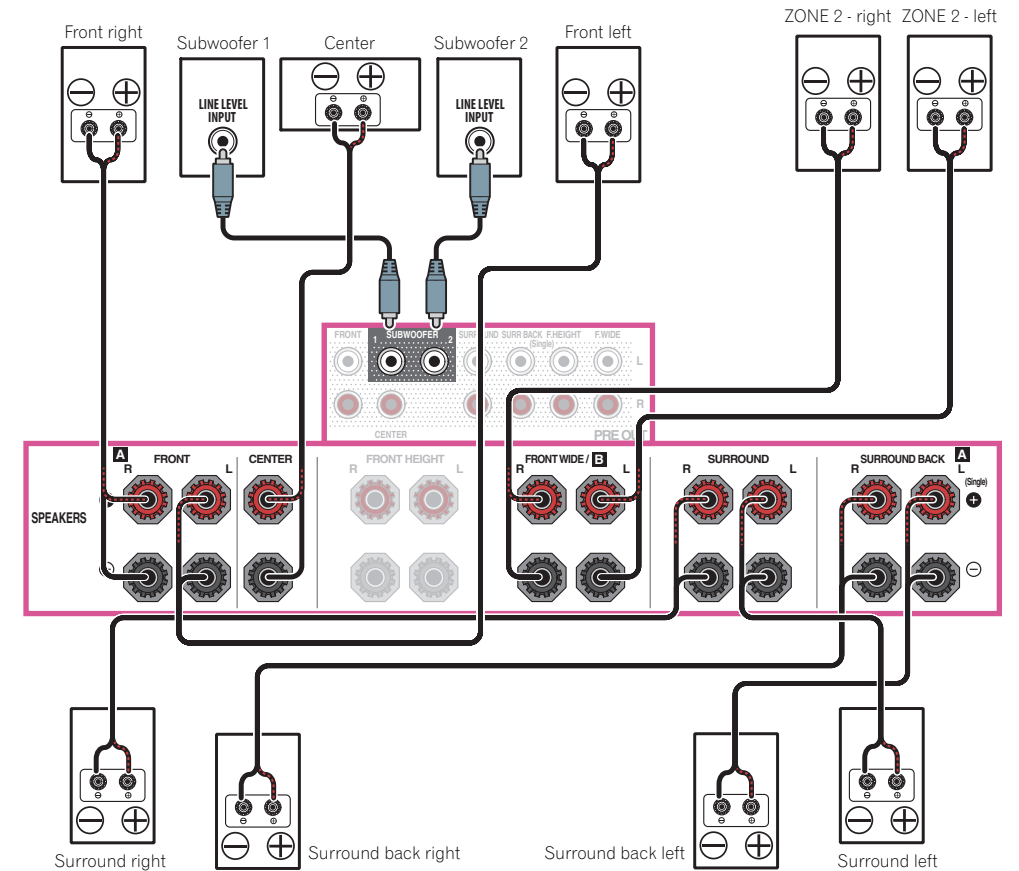 ZONE 2 - right ZONE 2 - left
Front right
Subwoofer 1
Center
Subwoofer 2
Front left
LINE LEVEL
INPUT
LINE LEVEL
INPUT
FRONT
SUBWOOFER
1
2
SURROUND
SURR BACK
(Single)
F.HEIGHT
F.WIDE
L
R
CENTER
PRE OUT
SPEAKERS
A
R
FRONT
L
CENTER
R
FRONT HEIGHT
L
FRONT WIDE / B
R
L
SURROUND
R
L
SURROUND BACK
A
R
L
(Single)
Surround right
Surround back right
Surround back left
Surround left